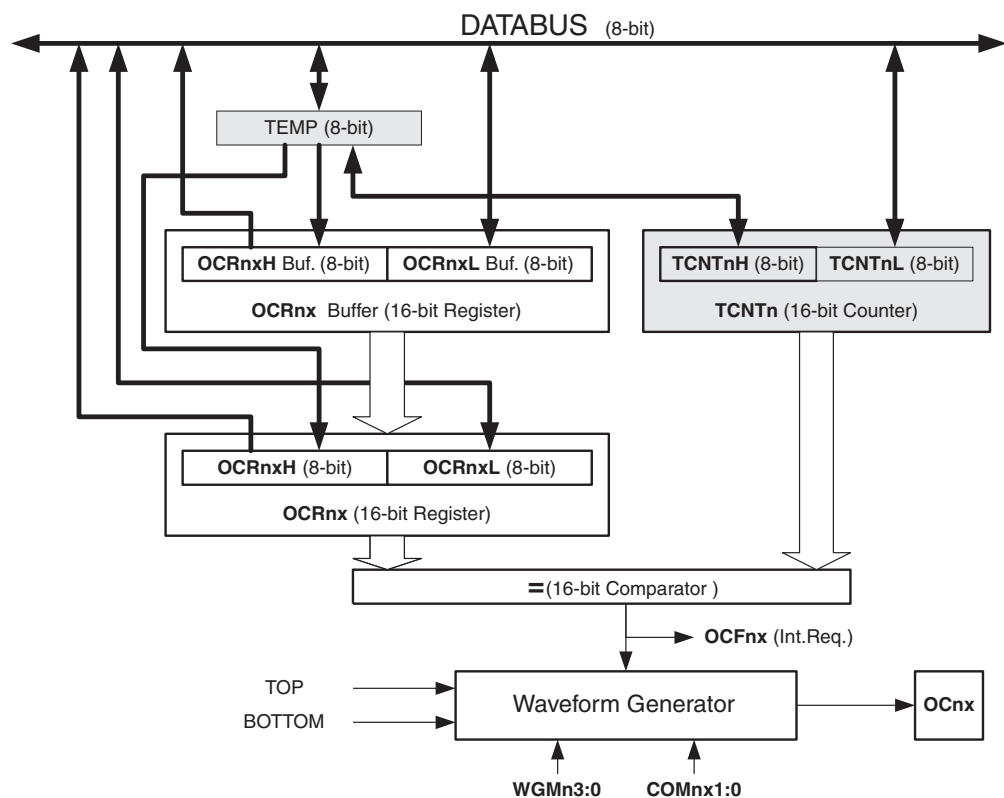 DATABUS (8-bit)
TEMP (8-bit)
OCRnxH Buf. (8-bit) OCRnxL Buf. (8-bit)
OCRnx Buffer (16-bit Register)
TCNTnH (8-bit) TCNTnL (8-bit)
TCNTn (16-bit Counter)
OCRnxH (8-bit) OCRnxL (8-bit)
OCRnx (16-bit Register)
= (16-bit Comparator )
OCFnx (Int.Req.)
TOP
BOTTOM
Waveform Generator
OCnx
WGMn3:0 COMnx1:0